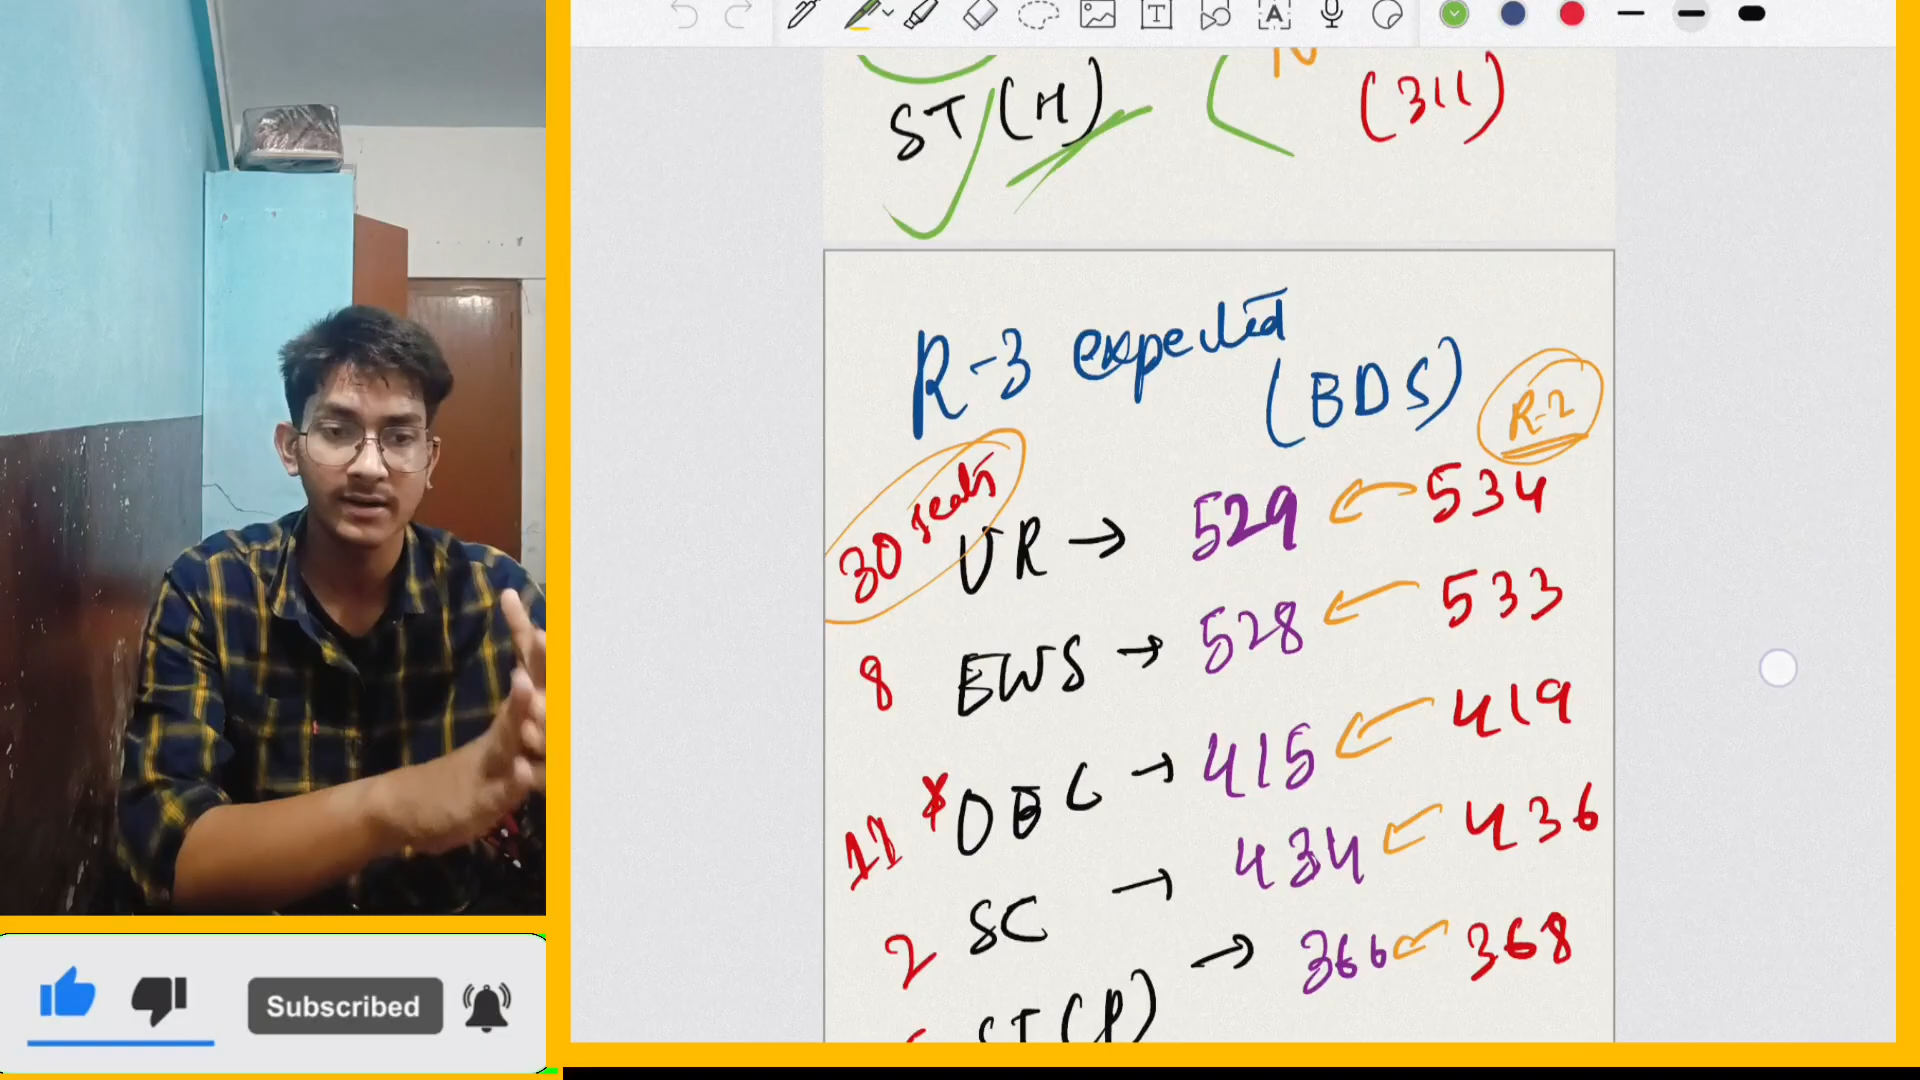 ST (H) (311)
R-3 expected
(BDS) R-2
30 seats UR → 529 ← 534
8 EWS → 528 ← 533
11 * OBC → 415 ← 419
2 SC → 434 ← 436
ST (P) → 366 ← 368
Subscribed